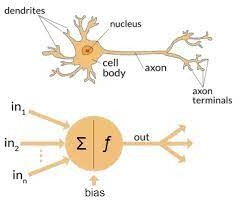 dendrites
nucleus
cell
body
axon
axon
terminals
in1
in2
inn
Σ
f
out
bias